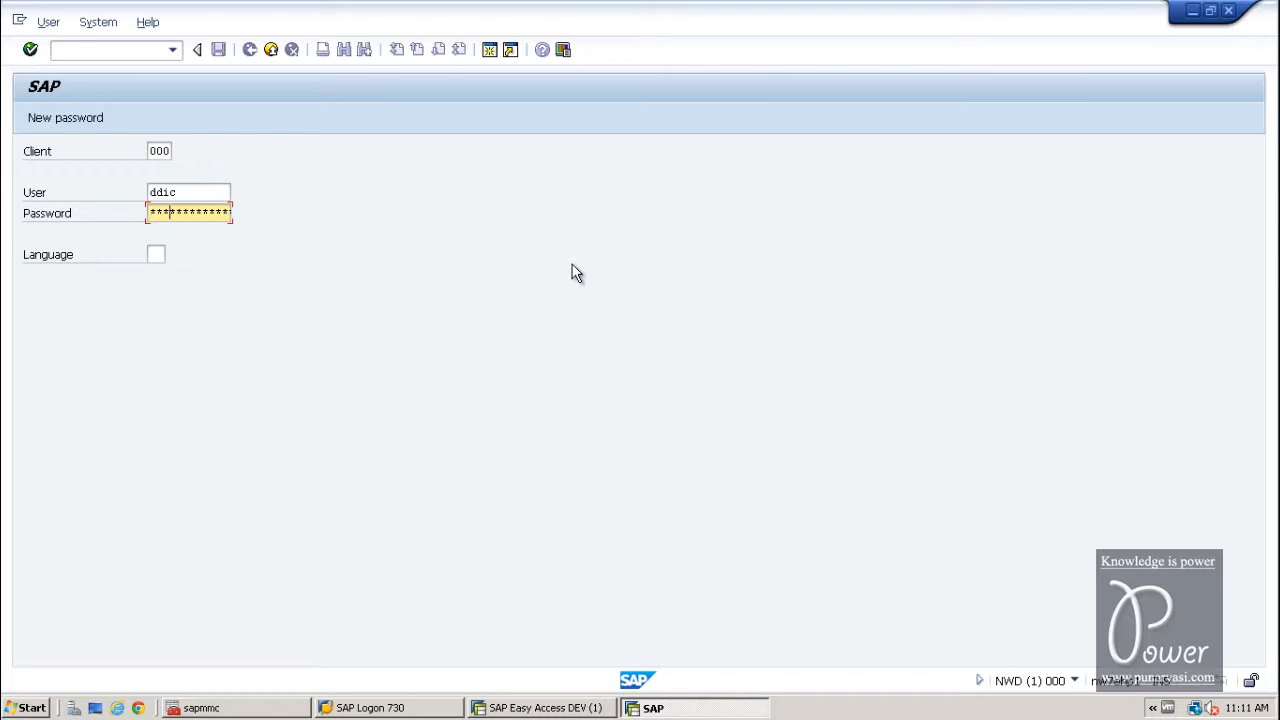 User System Help
SAP
New password
Client 000
User ddic
Password ************
Language
Knowledge is power
Power
www.punarvasi.com
SAP
NWD (1) 000
Start sapmmc SAP Logon 730 SAP Easy Access DEV (1) SAP « 11:11 AM